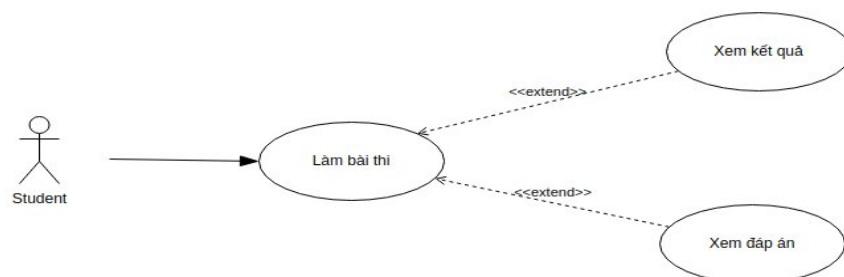 Xem kết quả
<<extend>>
Làm bài thi
Student
<<extend>>
Xem đáp án